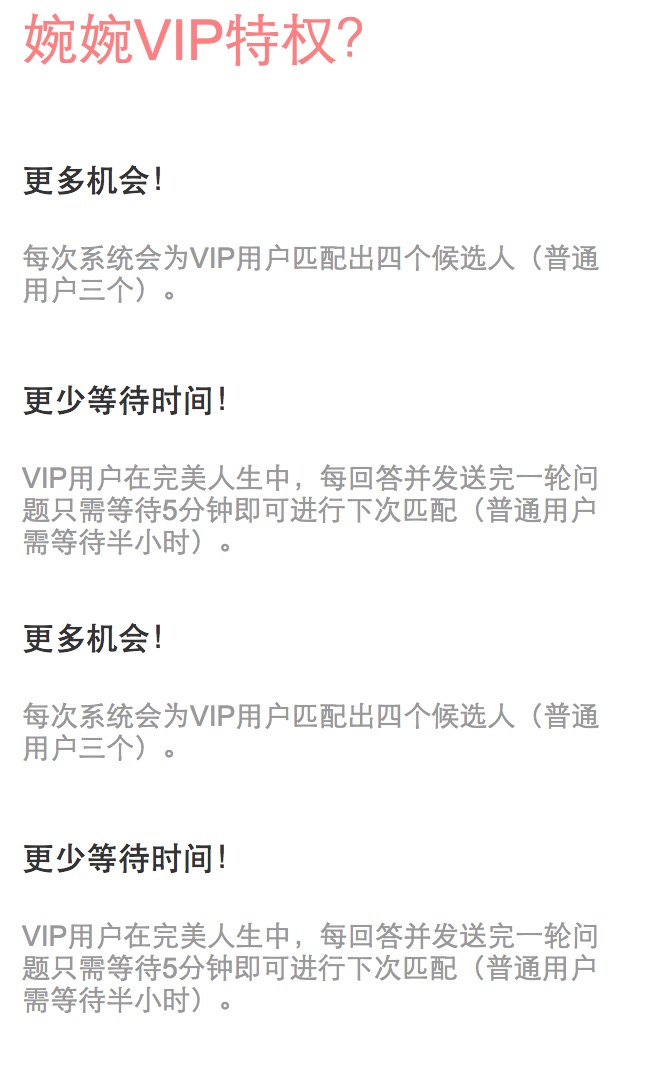 婉婉VIP特权?
更多机会!
每次系统会为VIP用户匹配出四个候选人（普通
用户三个）。
更少等待时间!
VIP用户在完美人生中，每回答并发送完一轮问
题只需等待5分钟即可进行下次匹配（普通用户
需等待半小时）。
更多机会!
每次系统会为VIP用户匹配出四个候选人（普通
用户三个）。
更少等待时间!
VIP用户在完美人生中，每回答并发送完一轮问
题只需等待5分钟即可进行下次匹配（普通用户
需等待半小时）。